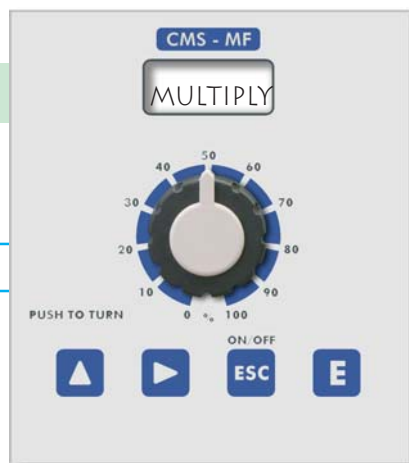 CMS - MF
MULTIPLY
50
40 60
30 70
20 80
10 90
PUSH TO TURN 0 % 100
ON/OFF
ESC E